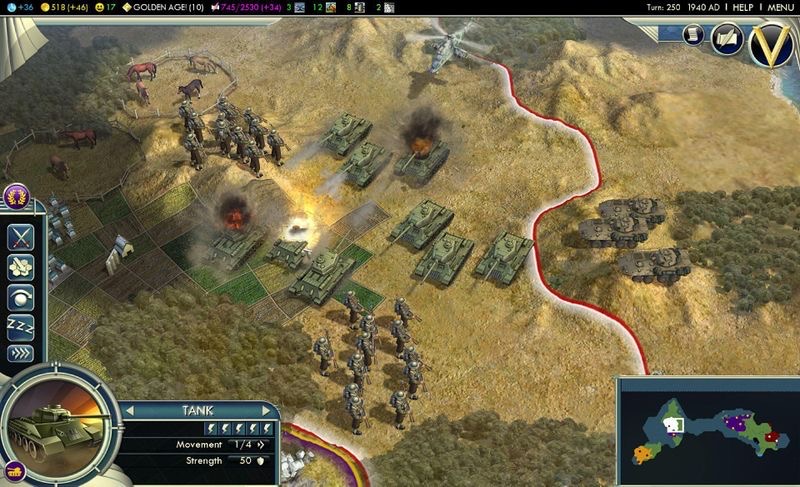 +36 518 (+46) 17 GOLDEN AGE! (10) 745/2530 (+34) 3 12 8 2 Turn: 250 1940 AD | HELP | MENU
V
ZZZ
TANK
Movement 1/4
Strength 50